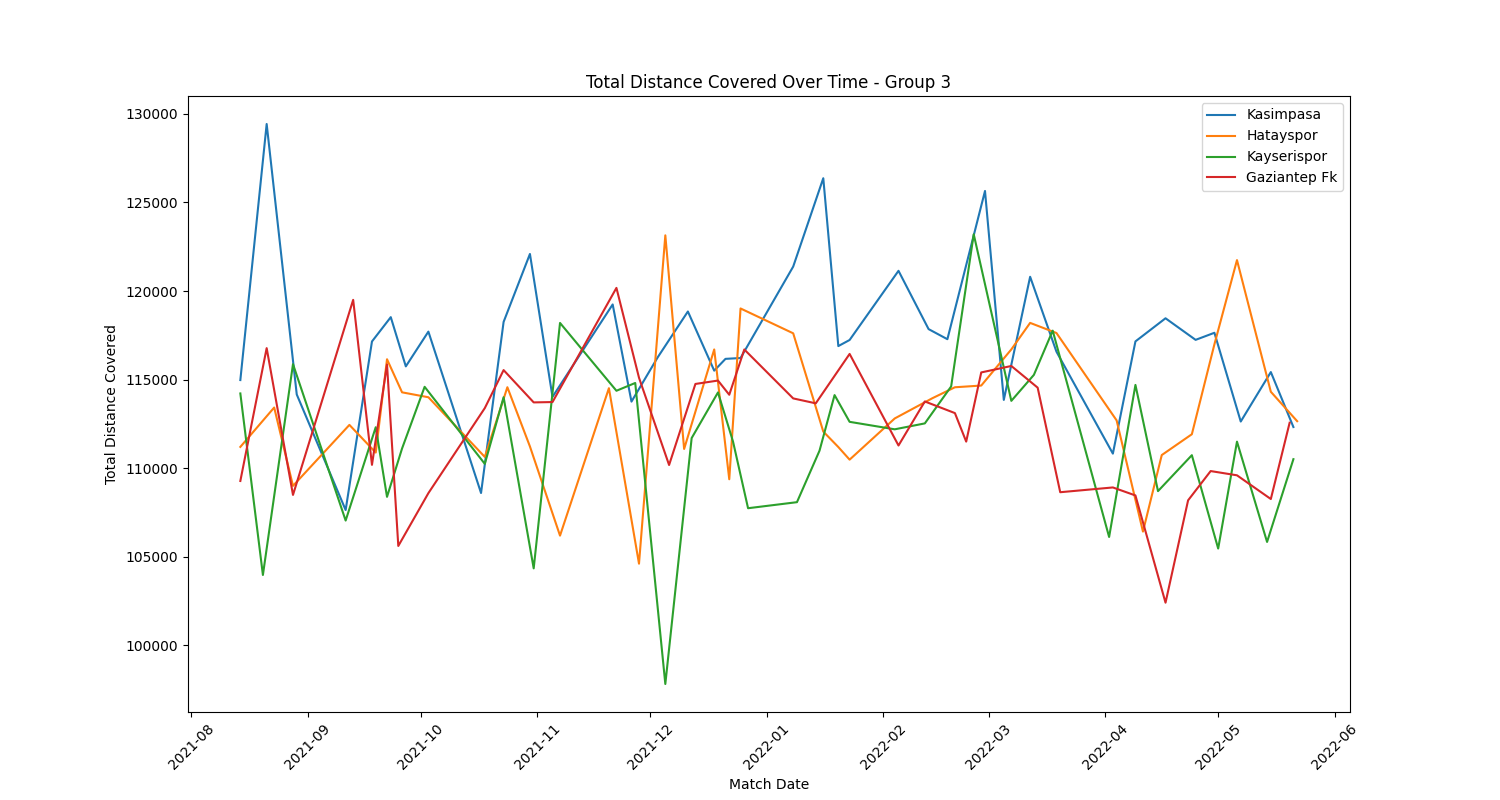 Total Distance Covered Over Time - Group 3
Total Distance Covered
130000
125000
120000
115000
110000
105000
100000
Kasimpasa
Hatayspor
Kayserispor
Gaziantep Fk
2021-08
2021-09
2021-10
2021-11
2021-12
2022-01
2022-02
2022-03
2022-04
2022-05
2022-06
Match Date